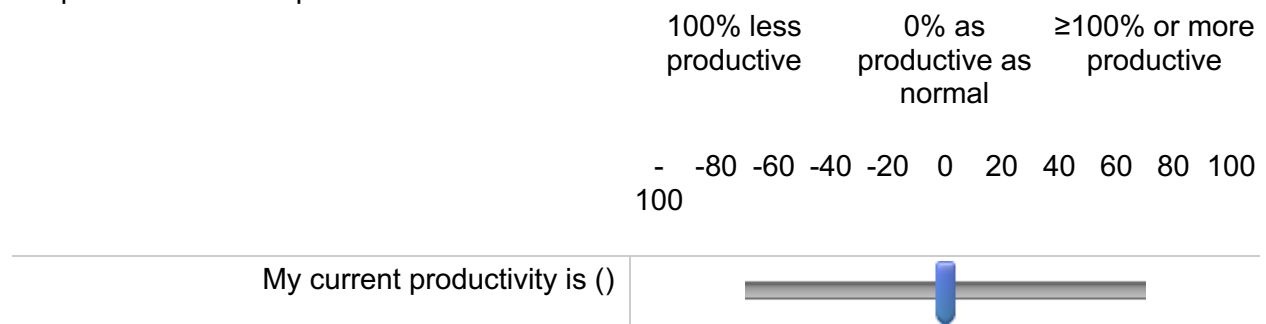 100% less 0% as ≥100% or more
productive productive as productive
normal
- -80 -60 -40 -20 0 20 40 60 80 100
100
My current productivity is ()